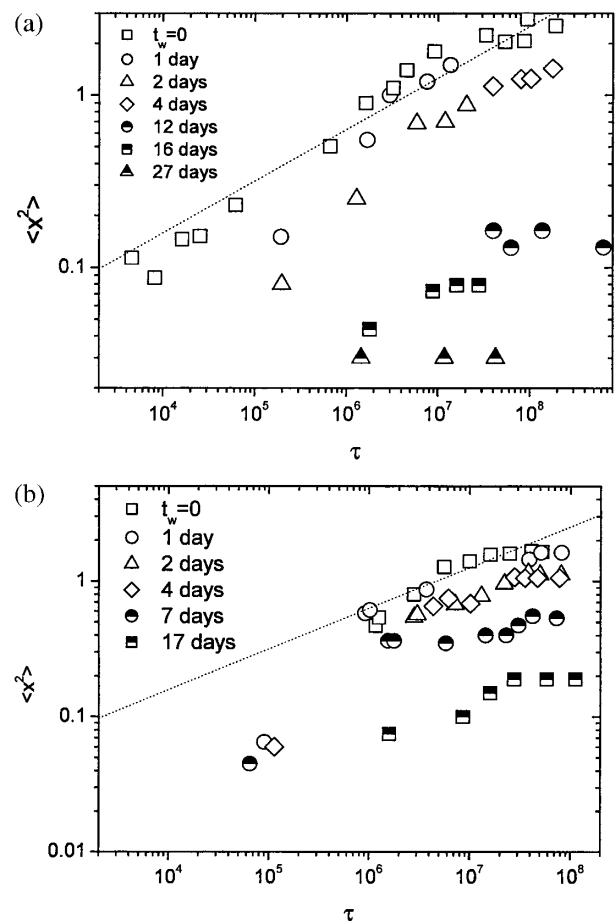 (a)
t_w=0
1 day
2 days
4 days
12 days
16 days
27 days
1
0.1
<x²>
10⁴ 10⁵ 10⁶ 10⁷ 10⁸
τ
(b)
t_w=0
1 day
2 days
4 days
7 days
17 days
1
0.1
0.01
<x²>
10⁴ 10⁵ 10⁶ 10⁷ 10⁸
τ